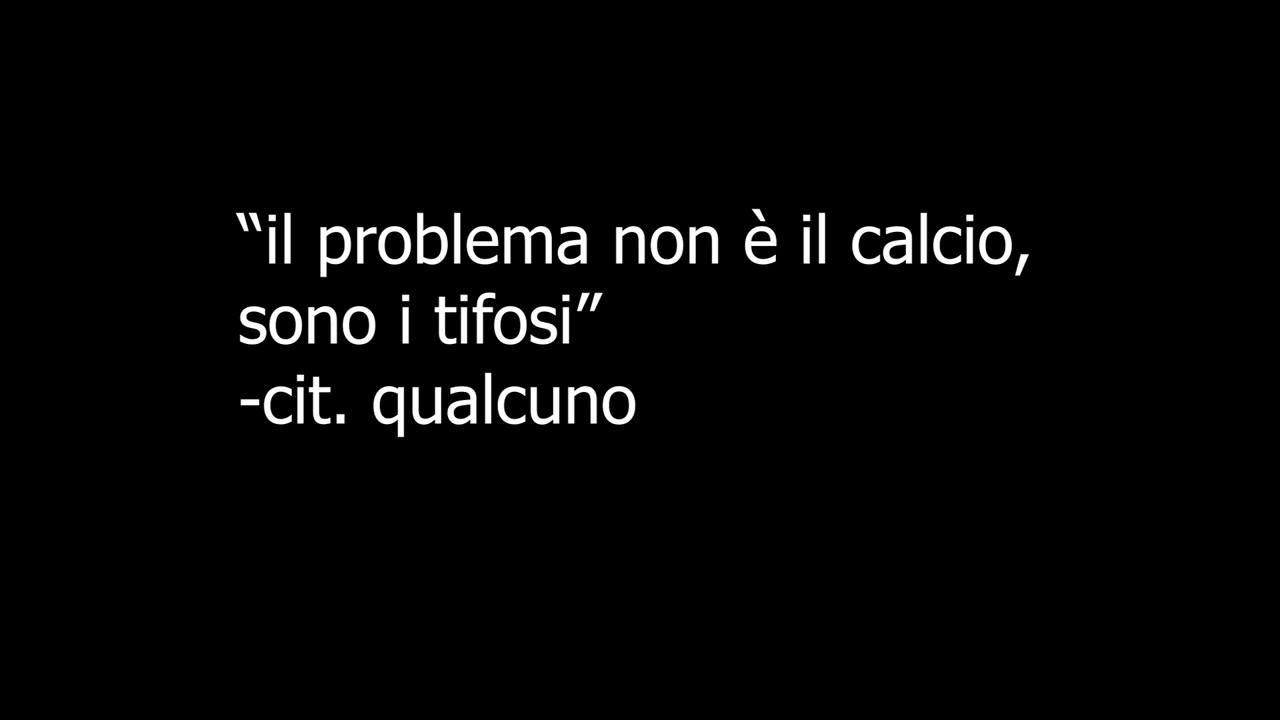 “il problema non è il calcio,
sono i tifosi”
-cit. qualcuno